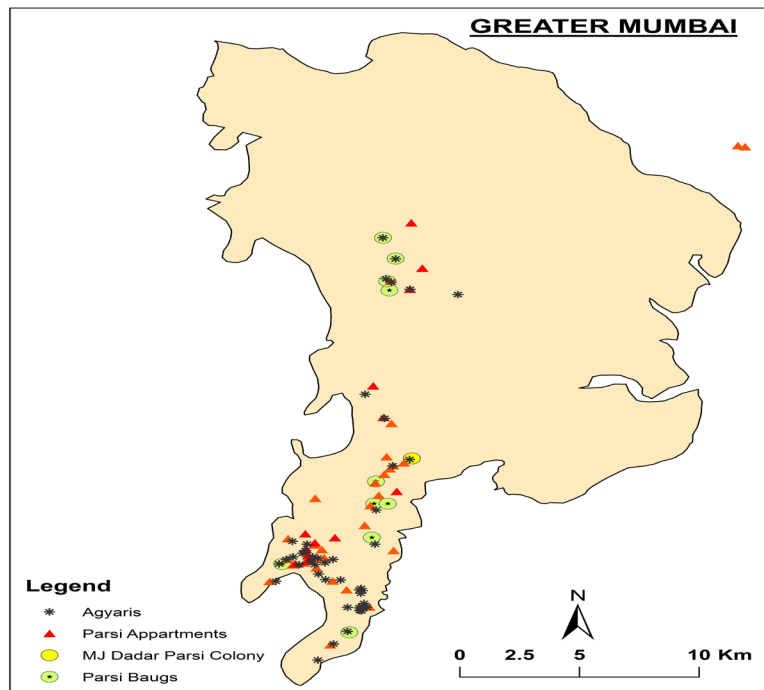 GREATER MUMBAI
Legend
Agyaris
Parsi Appartments
MJ Dadar Parsi Colony
Parsi Baugs
N
0 2.5 5 10 Km